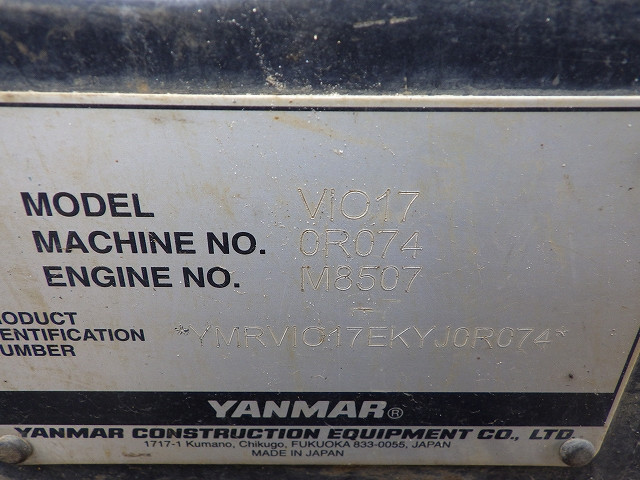 MODEL VIO17
MACHINE NO. 0R074
ENGINE NO. M8507
-
ODUCT
ENTIFICATION *YMRVIO17EKYJ0R074*
UMBER
YANMAR®
YANMAR CONSTRUCTION EQUIPMENT CO., LTD.
1717-1 Kumano, Chikugo, FUKUOKA 833-0055, JAPAN
MADE IN JAPAN